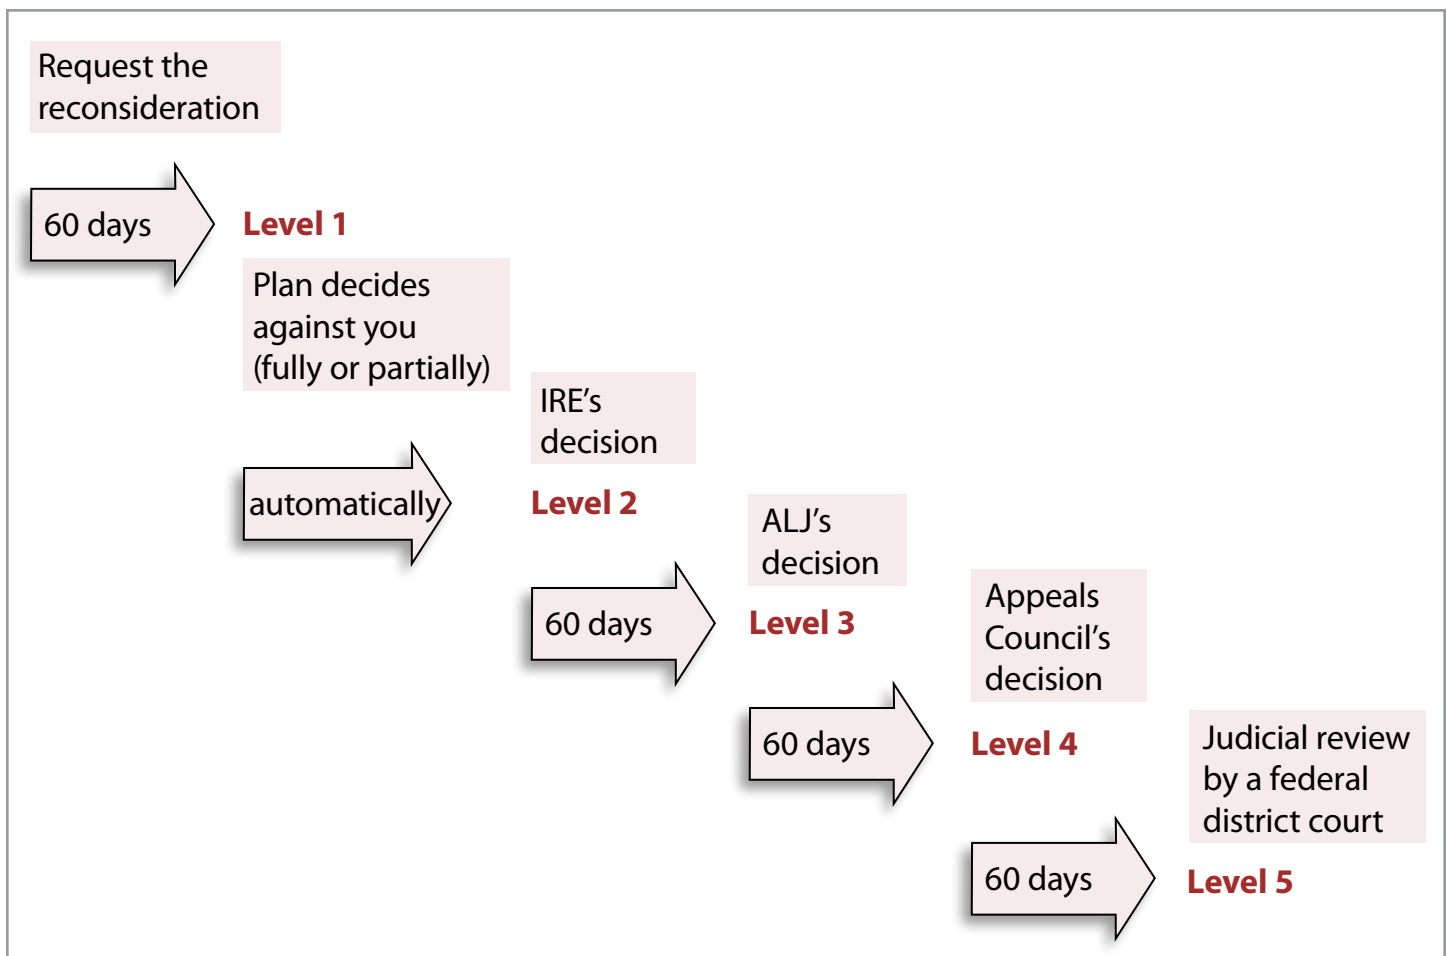 Request the
reconsideration
60 days
Level 1
Plan decides
against you
(fully or partially)
automatically
IRE’s
decision
Level 2
60 days
ALJ’s
decision
Level 3
60 days
Appeals
Council’s
decision
Level 4
60 days
Judicial review
by a federal
district court
Level 5